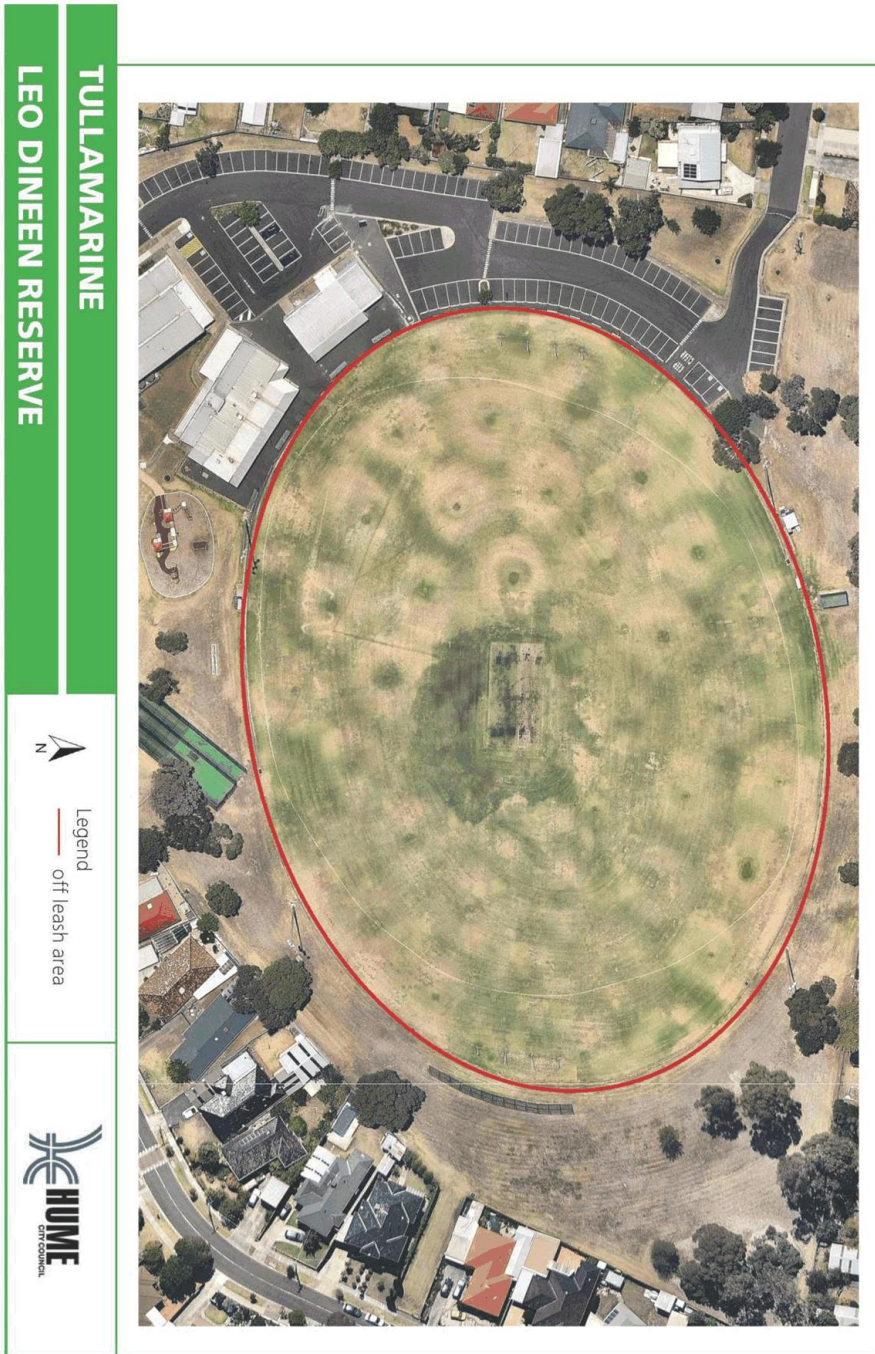 TULLAMARINE
LEO DINEEN RESERVE
N
Legend
off leash area
HUME
CITY COUNCIL